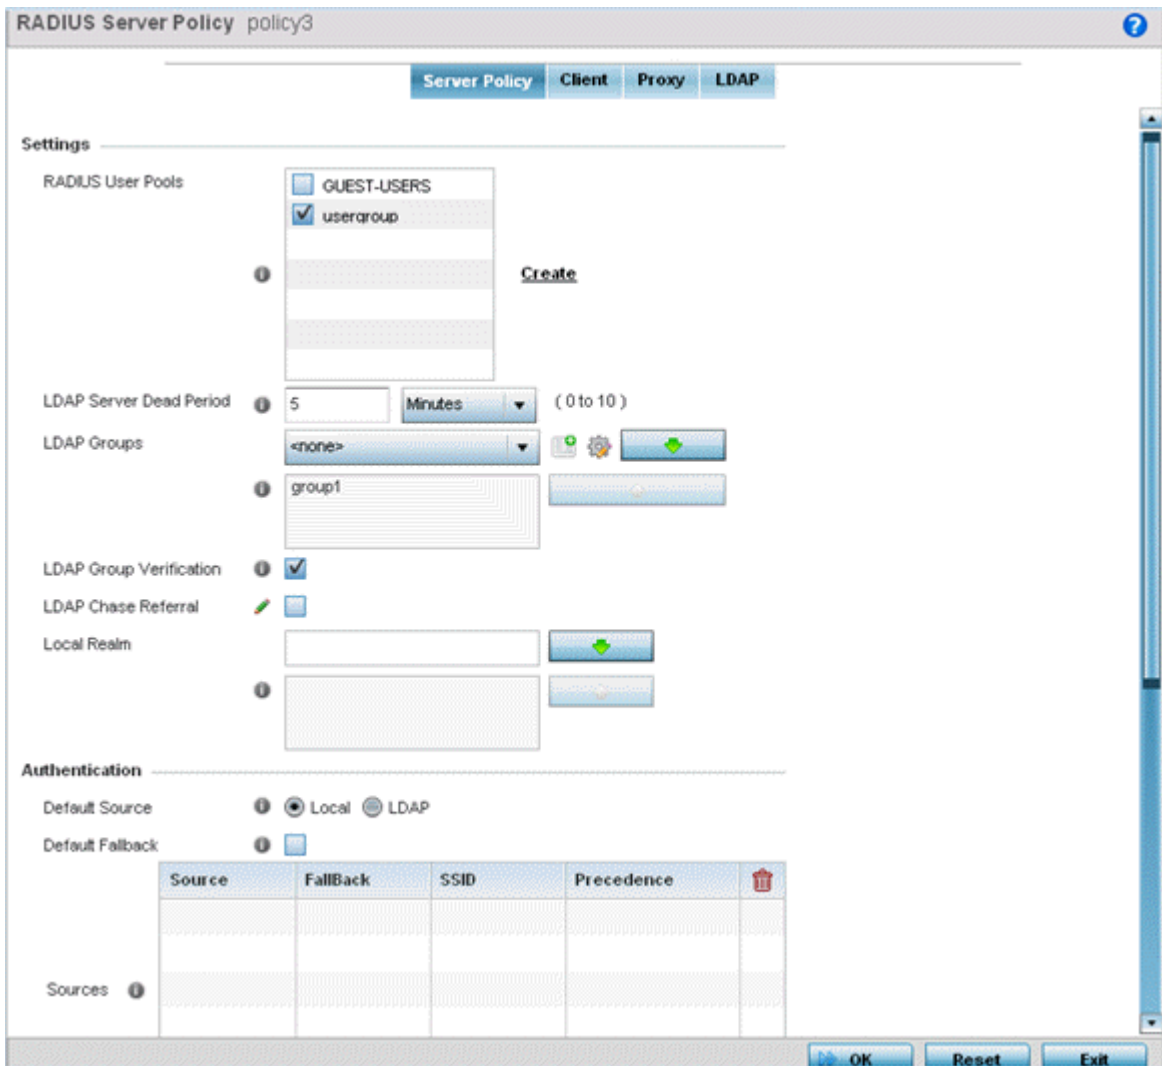 RADIUS Server Policy policy3
Server Policy Client Proxy LDAP
Settings
RADIUS User Pools
GUEST-USERS
usergroup
Create
LDAP Server Dead Period 5 Minutes ( 0 to 10 )
LDAP Groups <none>
group1
LDAP Group Verification
LDAP Chase Referral
Local Realm
Authentication
Default Source Local LDAP
Default Fallback
Source FallBack SSID Precedence
Sources
OK Reset Exit